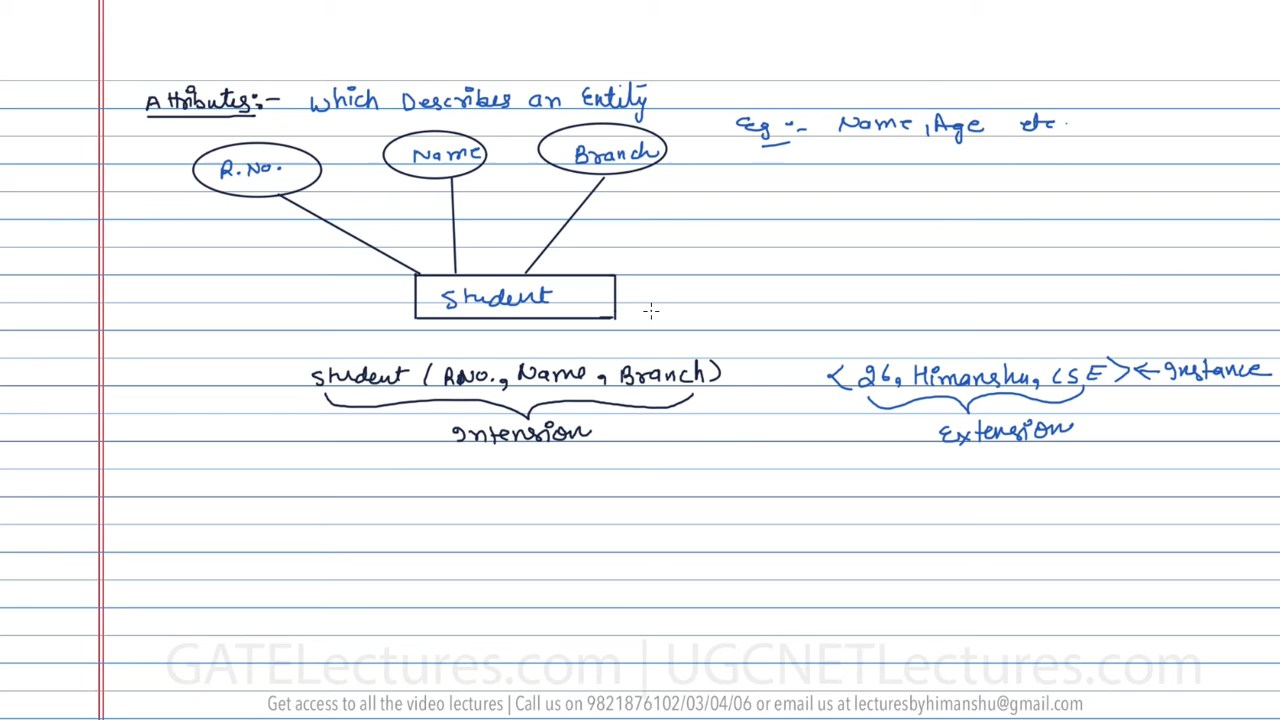 Attributes:- Which Describes an Entity
Eg:- Name, Age etc.
R.No.
Name
Branch
Student
Student (R.No., Name, Branch)
<26, Himanshu, CSE> ← Instance
Intension
Extension
GATELectures.com | UGCNETLectures.com
Get access to all the video lectures | Call us on 9821876102/03/04/06 or email us at lecturesbyhimanshu@gmail.com